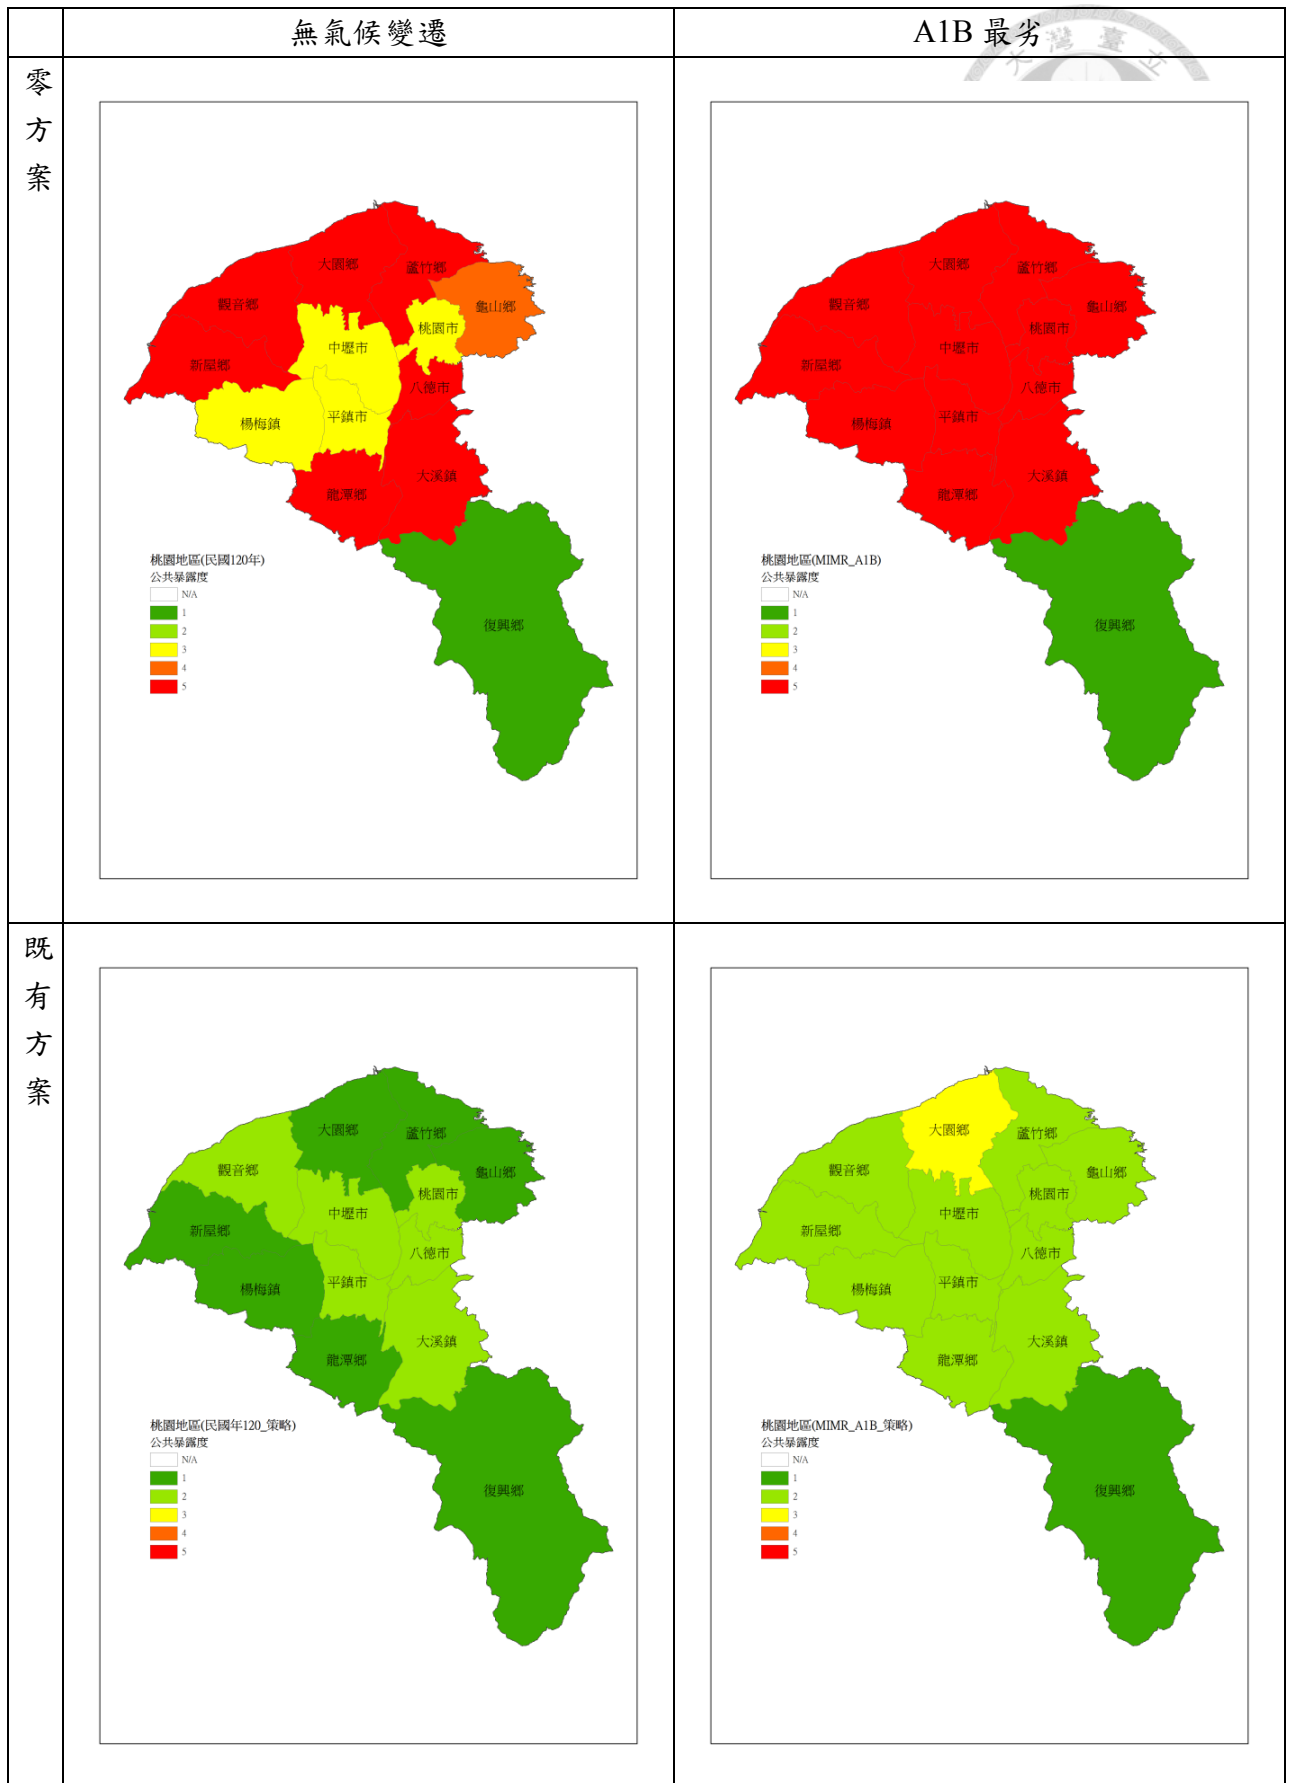 無氣候變遷
A1B 最劣
灣 臺
大 立
零
方
案
大園鄉
蘆竹鄉
觀音鄉
龜山鄉
桃園市
中壢市
新屋鄉
八德市
楊梅鎮
平鎮市
大溪鎮
龍潭鄉
復興鄉
桃園地區(民國120年)
公共暴露度
N/A
1
2
3
4
5
大園鄉
蘆竹鄉
觀音鄉
龜山鄉
桃園市
中壢市
新屋鄉
八德市
楊梅鎮
平鎮市
大溪鎮
龍潭鄉
復興鄉
桃園地區(MIMR_A1B)
公共暴露度
N/A
1
2
3
4
5
既
有
方
案
大園鄉
蘆竹鄉
觀音鄉
龜山鄉
桃園市
中壢市
新屋鄉
八德市
楊梅鎮
平鎮市
大溪鎮
龍潭鄉
復興鄉
桃園地區(民國年120_策略)
公共暴露度
N/A
1
2
3
4
5
大園鄉
蘆竹鄉
觀音鄉
龜山鄉
桃園市
中壢市
新屋鄉
八德市
楊梅鎮
平鎮市
大溪鎮
龍潭鄉
復興鄉
桃園地區(MIMR_A1B_策略)
公共暴露度
N/A
1
2
3
4
5